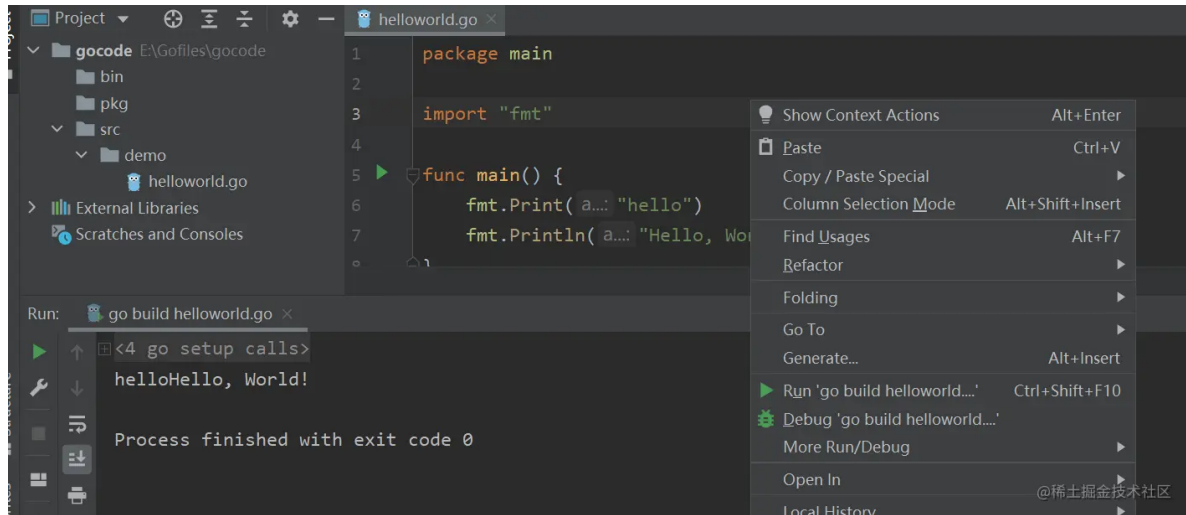 Project
helloworld.go
gocode E:\Gofiles\gocode
bin
pkg
src
demo
helloworld.go
External Libraries
Scratches and Consoles
1 package main
2
3 import "fmt"
4
5 func main() {
6 fmt.Print( a...: "hello")
7 fmt.Println( a...: "Hello, Wo
8 }
Show Context Actions Alt+Enter
Paste Ctrl+V
Copy / Paste Special
Column Selection Mode Alt+Shift+Insert
Find Usages Alt+F7
Refactor
Folding
Go To
Generate... Alt+Insert
Run 'go build helloworld....' Ctrl+Shift+F10
Debug 'go build helloworld....'
More Run/Debug
Open In
Local History
Run: go build helloworld.go
<4 go setup calls>
helloHello, World!
Process finished with exit code 0
@稀土掘金技术社区